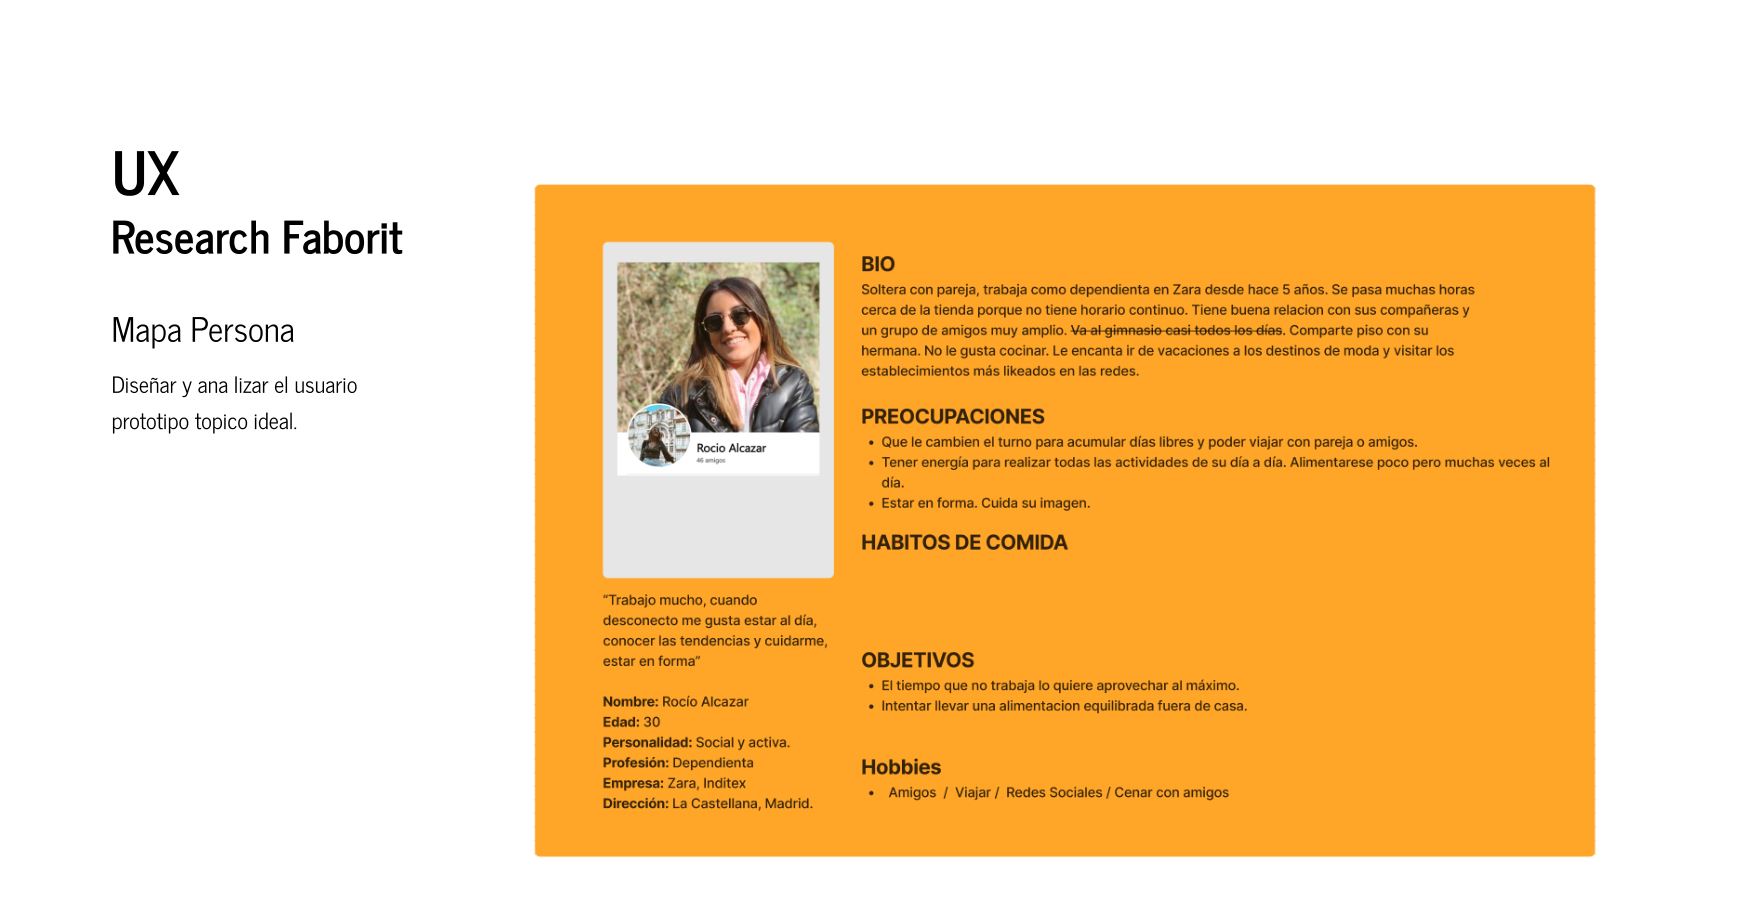 UX
Research Faborit
Mapa Persona
Diseñar y ana lizar el usuario
prototipo topico ideal.
Rocio Alcazar
46 amigos
“Trabajo mucho, cuando
desconecto me gusta estar al día,
conocer las tendencias y cuidarme,
estar en forma”
Nombre: Rocío Alcazar
Edad: 30
Personalidad: Social y activa.
Profesión: Dependienta
Empresa: Zara, Inditex
Dirección: La Castellana, Madrid.
BIO
Soltera con pareja, trabaja como dependienta en Zara desde hace 5 años. Se pasa muchas horas
cerca de la tienda porque no tiene horario continuo. Tiene buena relacion con sus compañeras y
un grupo de amigos muy amplio. Va al gimnasio casi todos los días. Comparte piso con su
hermana. No le gusta cocinar. Le encanta ir de vacaciones a los destinos de moda y visitar los
establecimientos más likeados en las redes.
PREOCUPACIONES
• Que le cambien el turno para acumular días libres y poder viajar con pareja o amigos.
• Tener energía para realizar todas las actividades de su día a día. Alimentarese poco pero muchas veces al
día.
• Estar en forma. Cuida su imagen.
HABITOS DE COMIDA
OBJETIVOS
• El tiempo que no trabaja lo quiere aprovechar al máximo.
• Intentar llevar una alimentacion equilibrada fuera de casa.
Hobbies
• Amigos / Viajar / Redes Sociales / Cenar con amigos